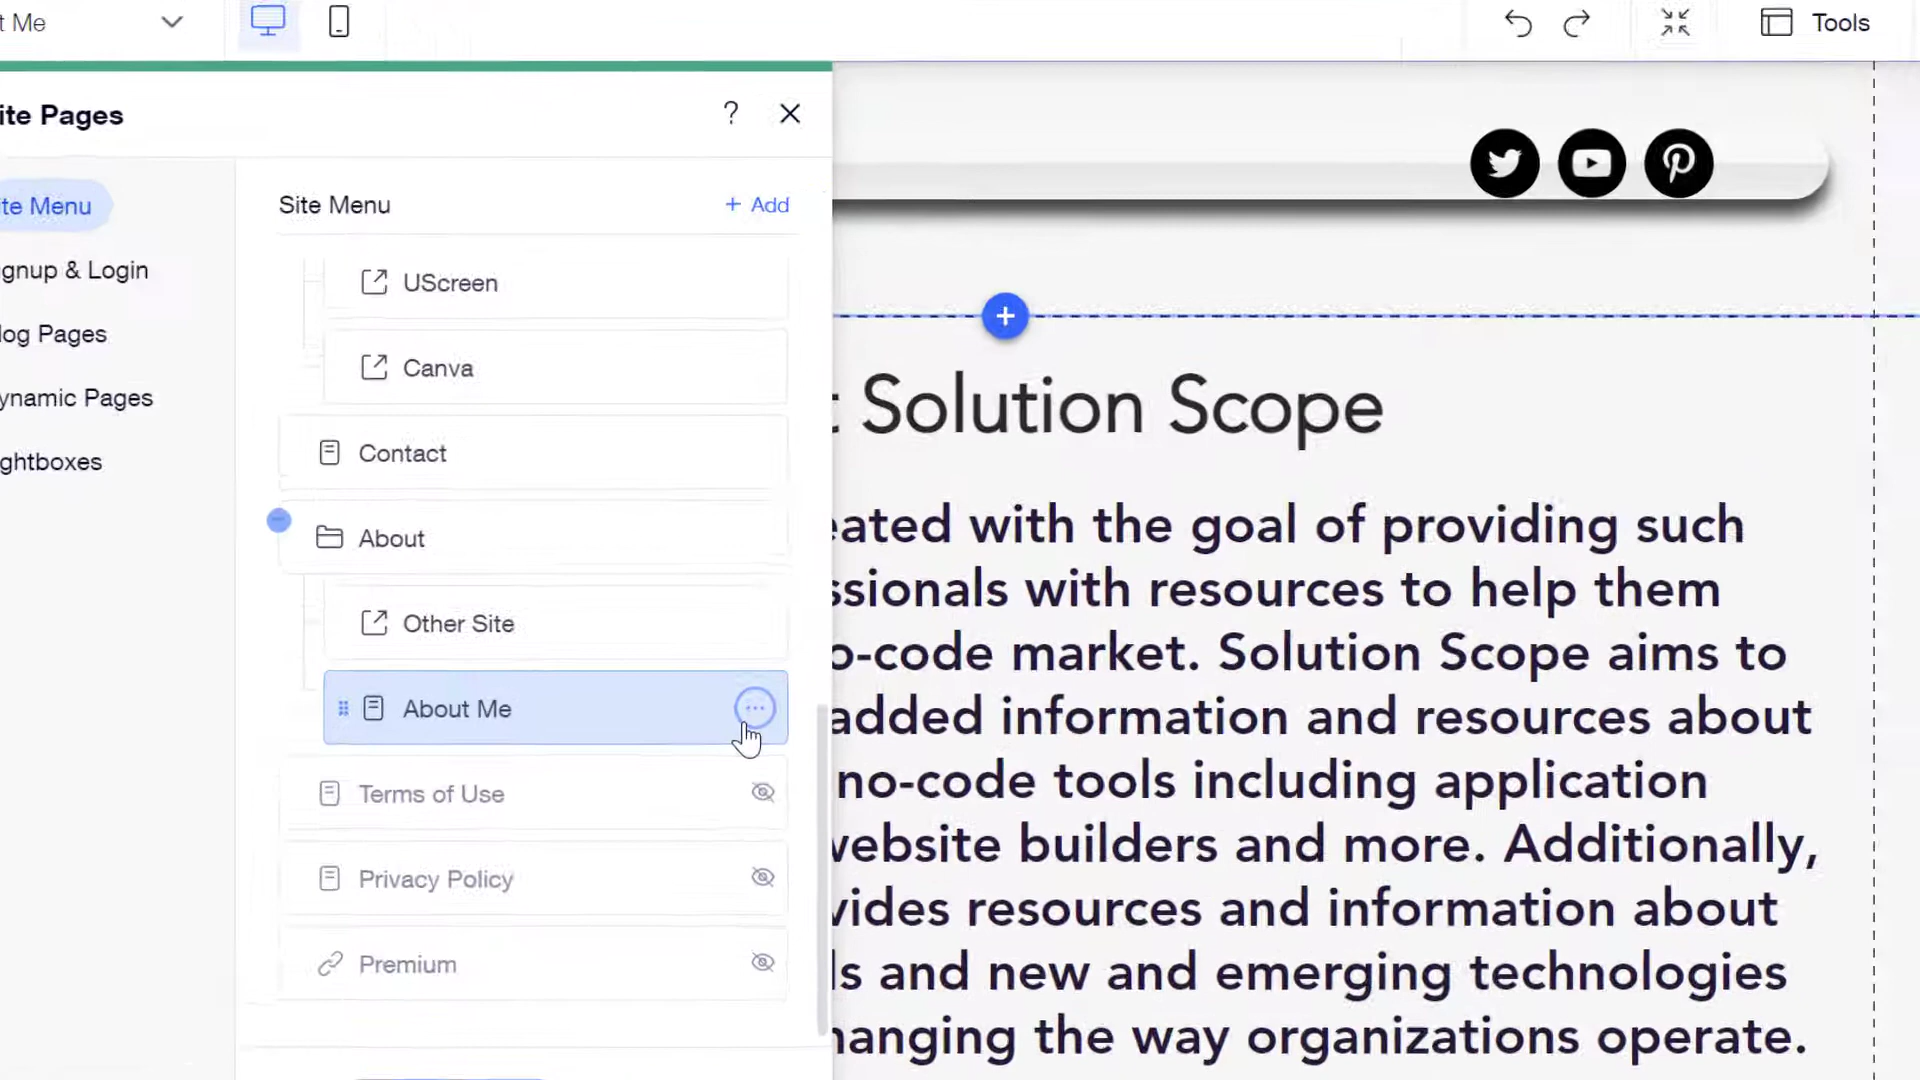 t Me
Tools
ite Pages
?
te Menu
gnup & Login
log Pages
ynamic Pages
ghtboxes
Site Menu
+ Add
UScreen
Canva
Contact
About
Other Site
About Me
Terms of Use
Privacy Policy
Premium
t Solution Scope
eated with the goal of providing such
ssionals with resources to help them
o-code market. Solution Scope aims to
added information and resources about
no-code tools including application
website builders and more. Additionally,
vides resources and information about
ls and new and emerging technologies
hanging the way organizations operate.